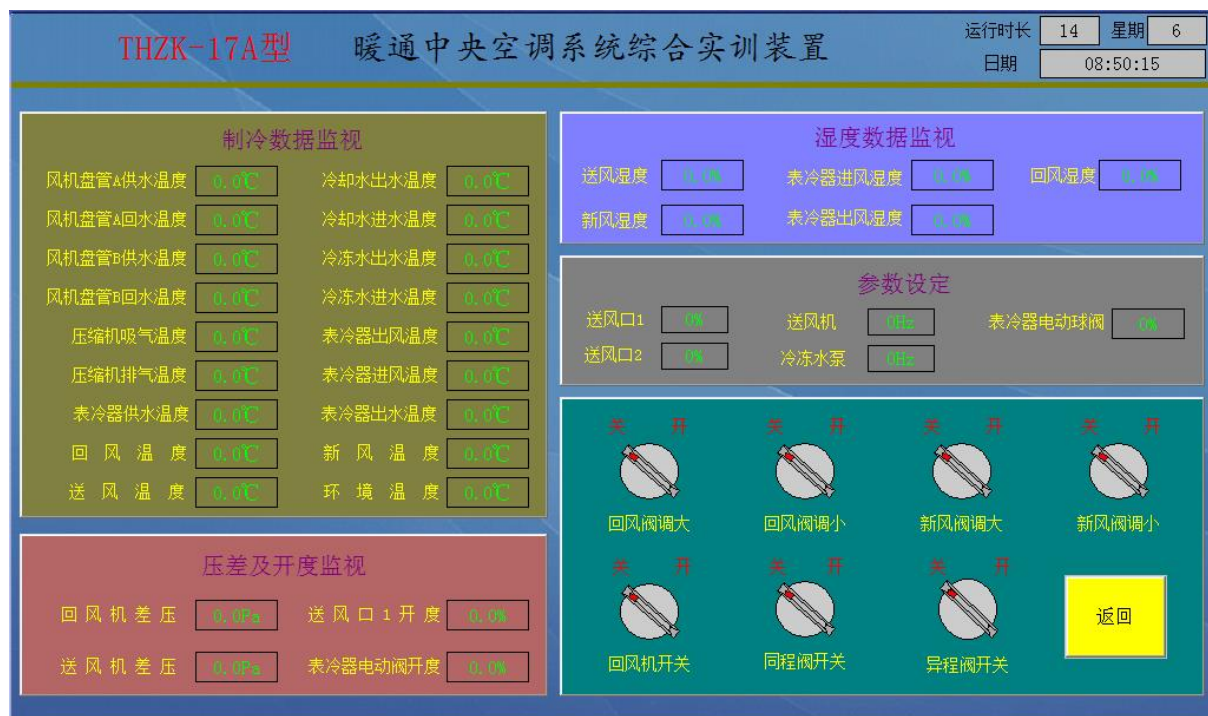 THZK-17A型 暖通中央空调系统综合实训装置
运行时长 14 星期 6
日期 08:50:15
制冷数据监视
风机盘管A供水温度 0.0℃ 冷却水出水温度 0.0℃
风机盘管A回水温度 0.0℃ 冷却水进水温度 0.0℃
风机盘管B供水温度 0.0℃ 冷冻水出水温度 0.0℃
风机盘管B回水温度 0.0℃ 冷冻水进水温度 0.0℃
压缩机吸气温度 0.0℃ 表冷器出风温度 0.0℃
压缩机排气温度 0.0℃ 表冷器进风温度 0.0℃
表冷器供水温度 0.0℃ 表冷器出水温度 0.0℃
回风温度 0.0℃ 新风温度 0.0℃
送风温度 0.0℃ 环境温度 0.0℃
压差及开度监视
回风机差压 0.0Pa 送风口1开度 0.0%
送风机差压 0.0Pa 表冷器电动阀开度 0.0%
湿度数据监视
送风湿度 0.0% 表冷器进风湿度 0.0% 回风湿度 0.0%
新风湿度 0.0% 表冷器出风湿度 0.0%
参数设定
送风口1 0% 送风机 0Hz 表冷器电动球阀 0%
送风口2 0% 冷冻水泵 0Hz
关 开 关 开 关 开 关 开
回风阀调大 回风阀调小 新风阀调大 新风阀调小
关 开 关 开 关 开
回风机开关 同程阀开关 异程阀开关
返回